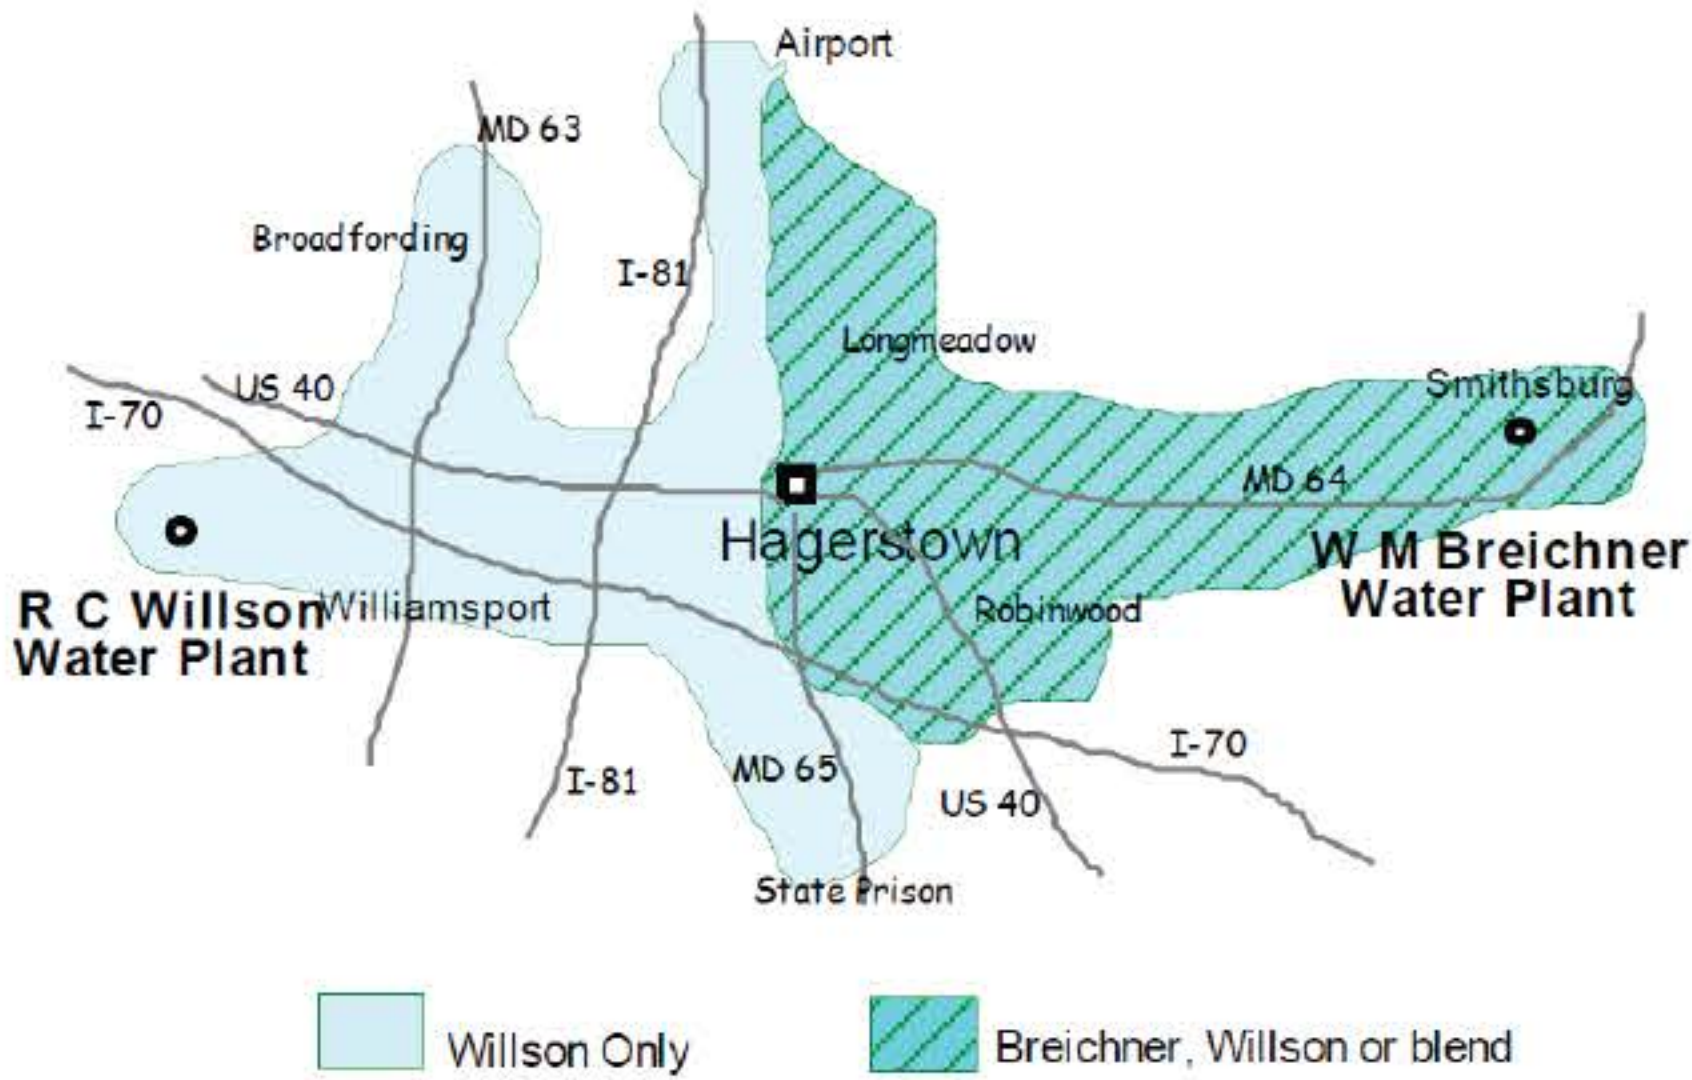 Airport
MD 63
Broadfording
I-81
Longmeadow
US 40
I-70
Smithsburg
MD 64
Hagerstown
W M Breichner
Water Plant
R C Willson
Water Plant
Williamsport
Robinwood
I-70
MD 65
I-81
US 40
State Prison
Willson Only
Breichner, Willson or blend